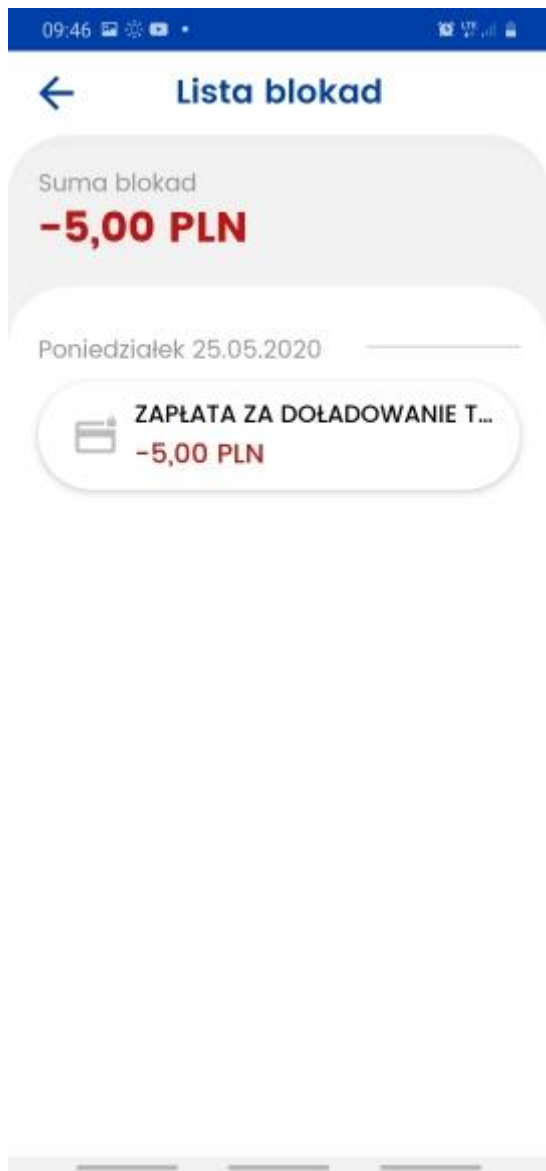 09:46
Lista blokad
Suma blokad
-5,00 PLN
Poniedziałek 25.05.2020
ZAPŁATA ZA DOŁADOWANIE T...
-5,00 PLN